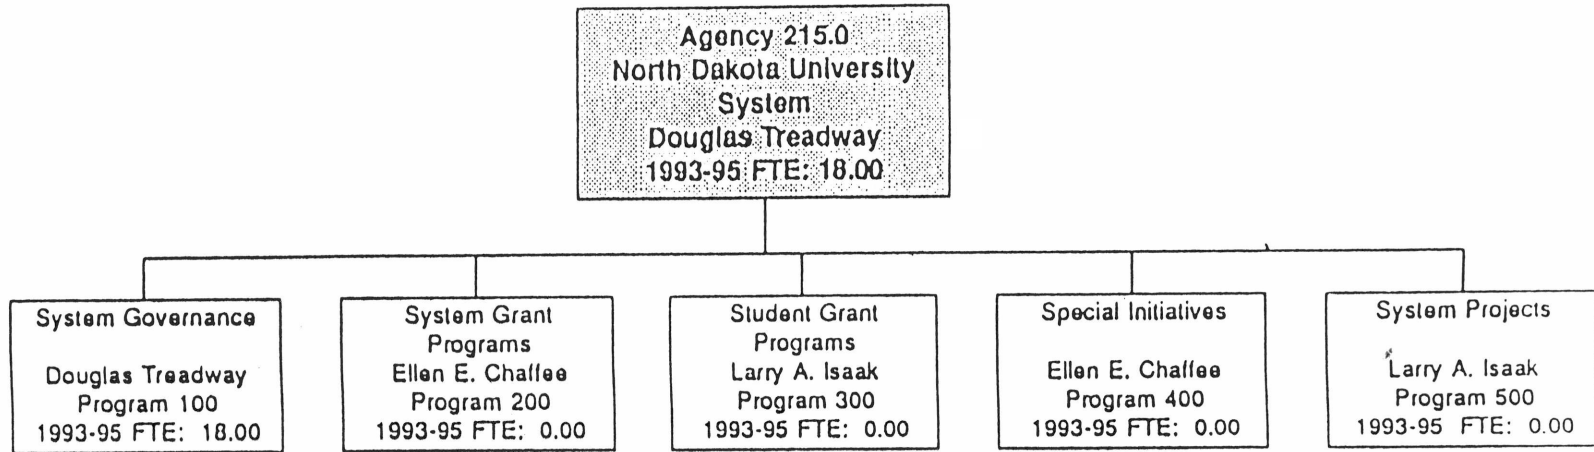 Agency 215.0
North Dakota University
System
Douglas Treadway
1993-95 FTE: 18.00
System Governance
Douglas Treadway
Program 100
1993-95 FTE: 18.00
System Grant
Programs
Ellen E. Chaffee
Program 200
1993-95 FTE: 0.00
Student Grant
Programs
Larry A. Isaak
Program 300
1993-95 FTE: 0.00
Special Initiatives
Ellen E. Chaffee
Program 400
1993-95 FTE: 0.00
System Projects
Larry A. Isaak
Program 500
1993-95 FTE: 0.00